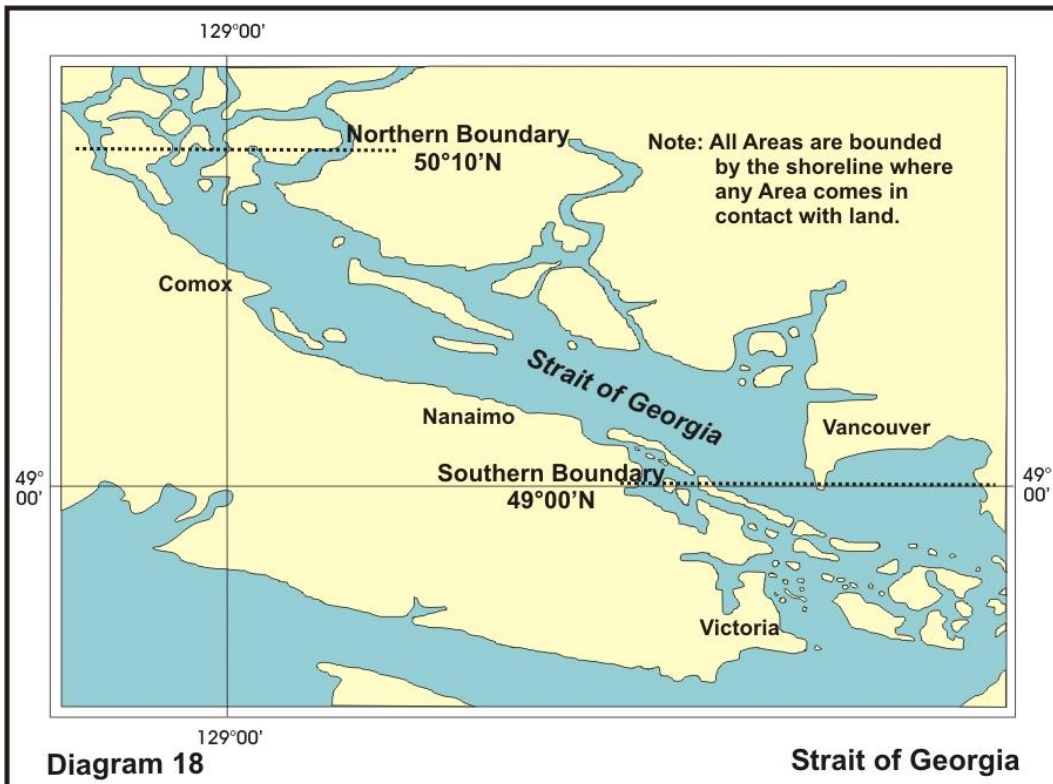 129°00'
Northern Boundary
50°10'N
Note: All Areas are bounded
by the shoreline where
any Area comes in
contact with land.
Comox
Strait of Georgia
Nanaimo
Vancouver
Southern Boundary
49°00'N
49°
00'
49°
00'
Victoria
129°00'
Diagram 18
Strait of Georgia